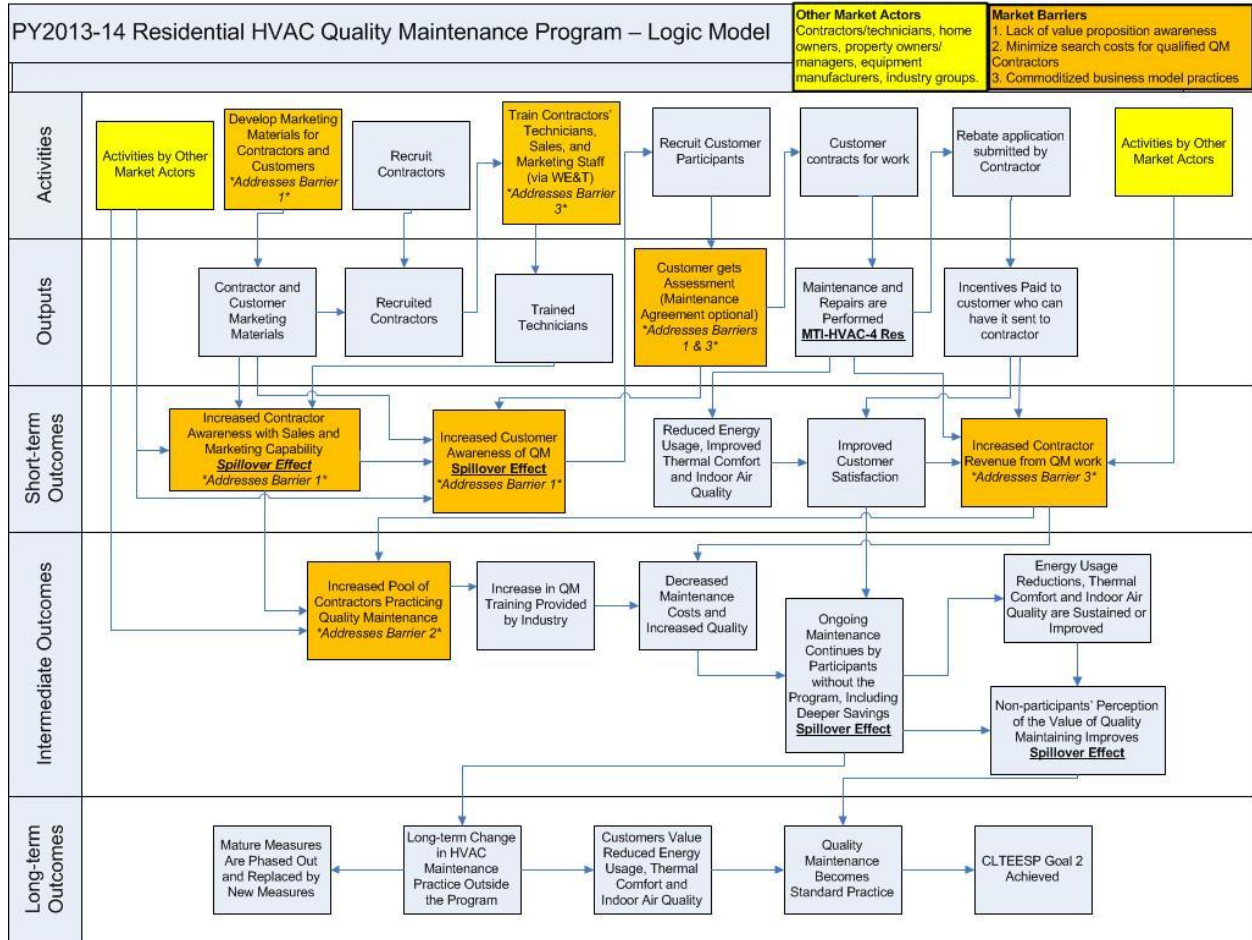 PY2013-14 Residential HVAC Quality Maintenance Program – Logic Model
Other Market Actors
Contractors/technicians, home
owners, property owners/
managers, equipment
manufacturers, industry groups.
Market Barriers
1. Lack of value proposition awareness
2. Minimize search costs for qualified QM
Contractors
3. Commoditized business model practices
Activities
Activities by Other
Market Actors
Develop Marketing
Materials for
Contractors and
Customers
*Addresses Barrier
1*
Recruit
Contractors
Train Contractors'
Technicians,
Sales, and
Marketing Staff
(via WE&T)
*Addresses Barrier
3*
Recruit Customer
Participants
Customer
contracts for work
Rebate application
submitted by
Contractor
Activities by Other
Market Actors
Outputs
Contractor and
Customer
Marketing
Materials
Recruited
Contractors
Trained
Technicians
Customer gets
Assessment
(Maintenance
Agreement optional)
*Addresses Barriers
1 & 3*
Maintenance and
Repairs are
Performed
MTI-HVAC-4 Res
Incentives Paid to
customer who can
have it sent to
contractor
Short-term
Outcomes
Increased Contractor
Awareness with Sales and
Marketing Capability
Spillover Effect
*Addresses Barrier 1*
Increased Customer
Awareness of QM
Spillover Effect
*Addresses Barrier 1*
Reduced Energy
Usage, Improved
Thermal Comfort
and Indoor Air
Quality
Improved
Customer
Satisfaction
Increased Contractor
Revenue from QM work
*Addresses Barrier 3*
Intermediate Outcomes
Increased Pool of
Contractors Practicing
Quality Maintenance
*Addresses Barrier 2*
Increase in QM
Training Provided
by Industry
Decreased
Maintenance
Costs and
Increased Quality
Ongoing
Maintenance
Continues by
Participants
without the
Program, Including
Deeper Savings
Spillover Effect
Energy Usage
Reductions, Thermal
Comfort and Indoor Air
Quality are Sustained or
Improved
Non-participants' Perception
of the Value of Quality
Maintaining Improves
Spillover Effect
Long-term
Outcomes
Mature Measures
Are Phased Out
and Replaced by
New Measures
Long-term Change
in HVAC
Maintenance
Practice Outside
the Program
Customers Value
Reduced Energy
Usage, Thermal
Comfort and
Indoor Air Quality
Quality
Maintenance
Becomes
Standard Practice
CLTEESP Goal 2
Achieved